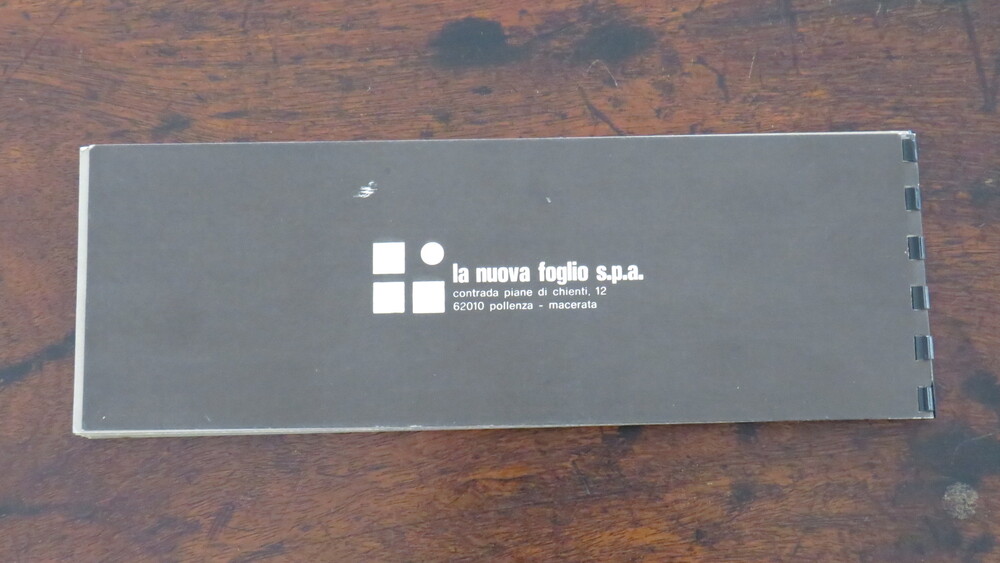 la nuova foglio s.p.a.
contrada piane di chienti, 12
62010 pollenza - macerata